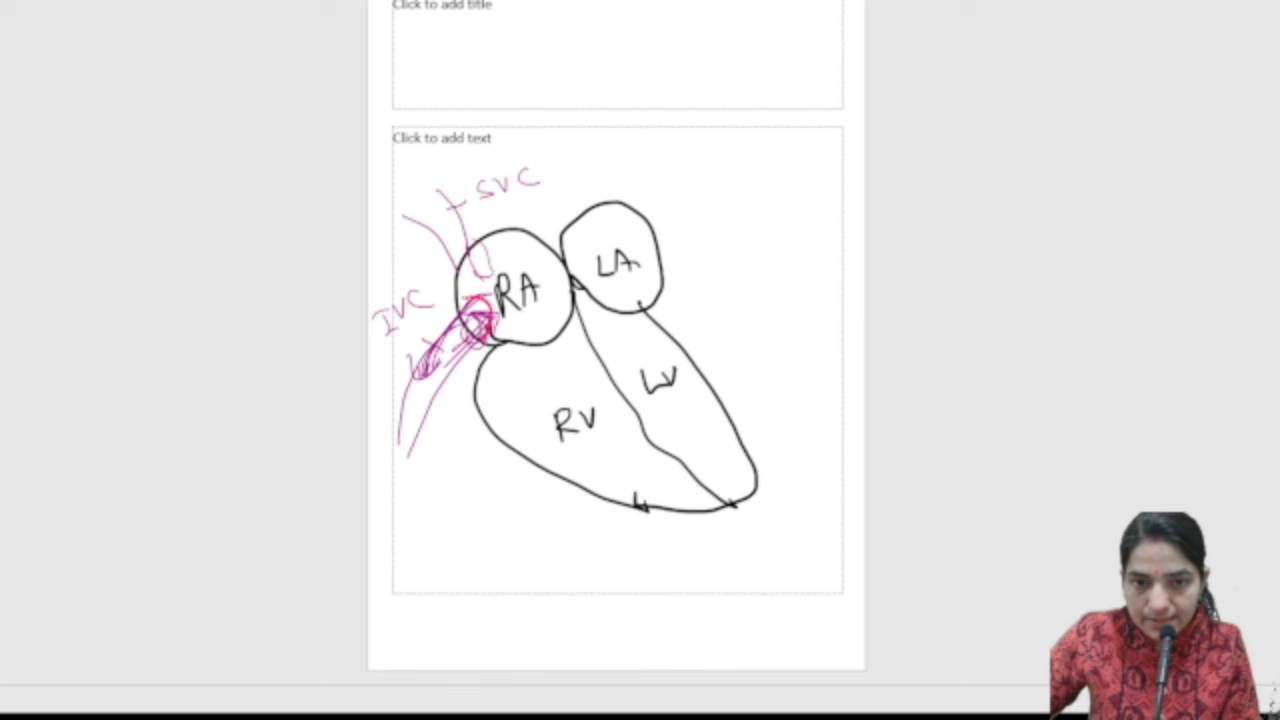 Click to add title
Click to add text
SVC
LA
RA
IVC
LV
RV